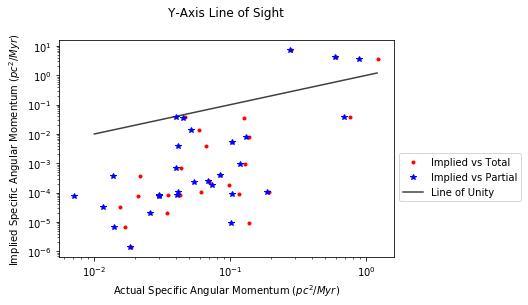 Y-Axis Line of Sight
Implied Specific Angular Momentum (pc²/Myr)
10¹
10⁰
10⁻¹
10⁻²
10⁻³
10⁻⁴
10⁻⁵
10⁻⁶
10⁻² 10⁻¹ 10⁰
Actual Specific Angular Momentum (pc²/Myr)
Implied vs Total
Implied vs Partial
Line of Unity